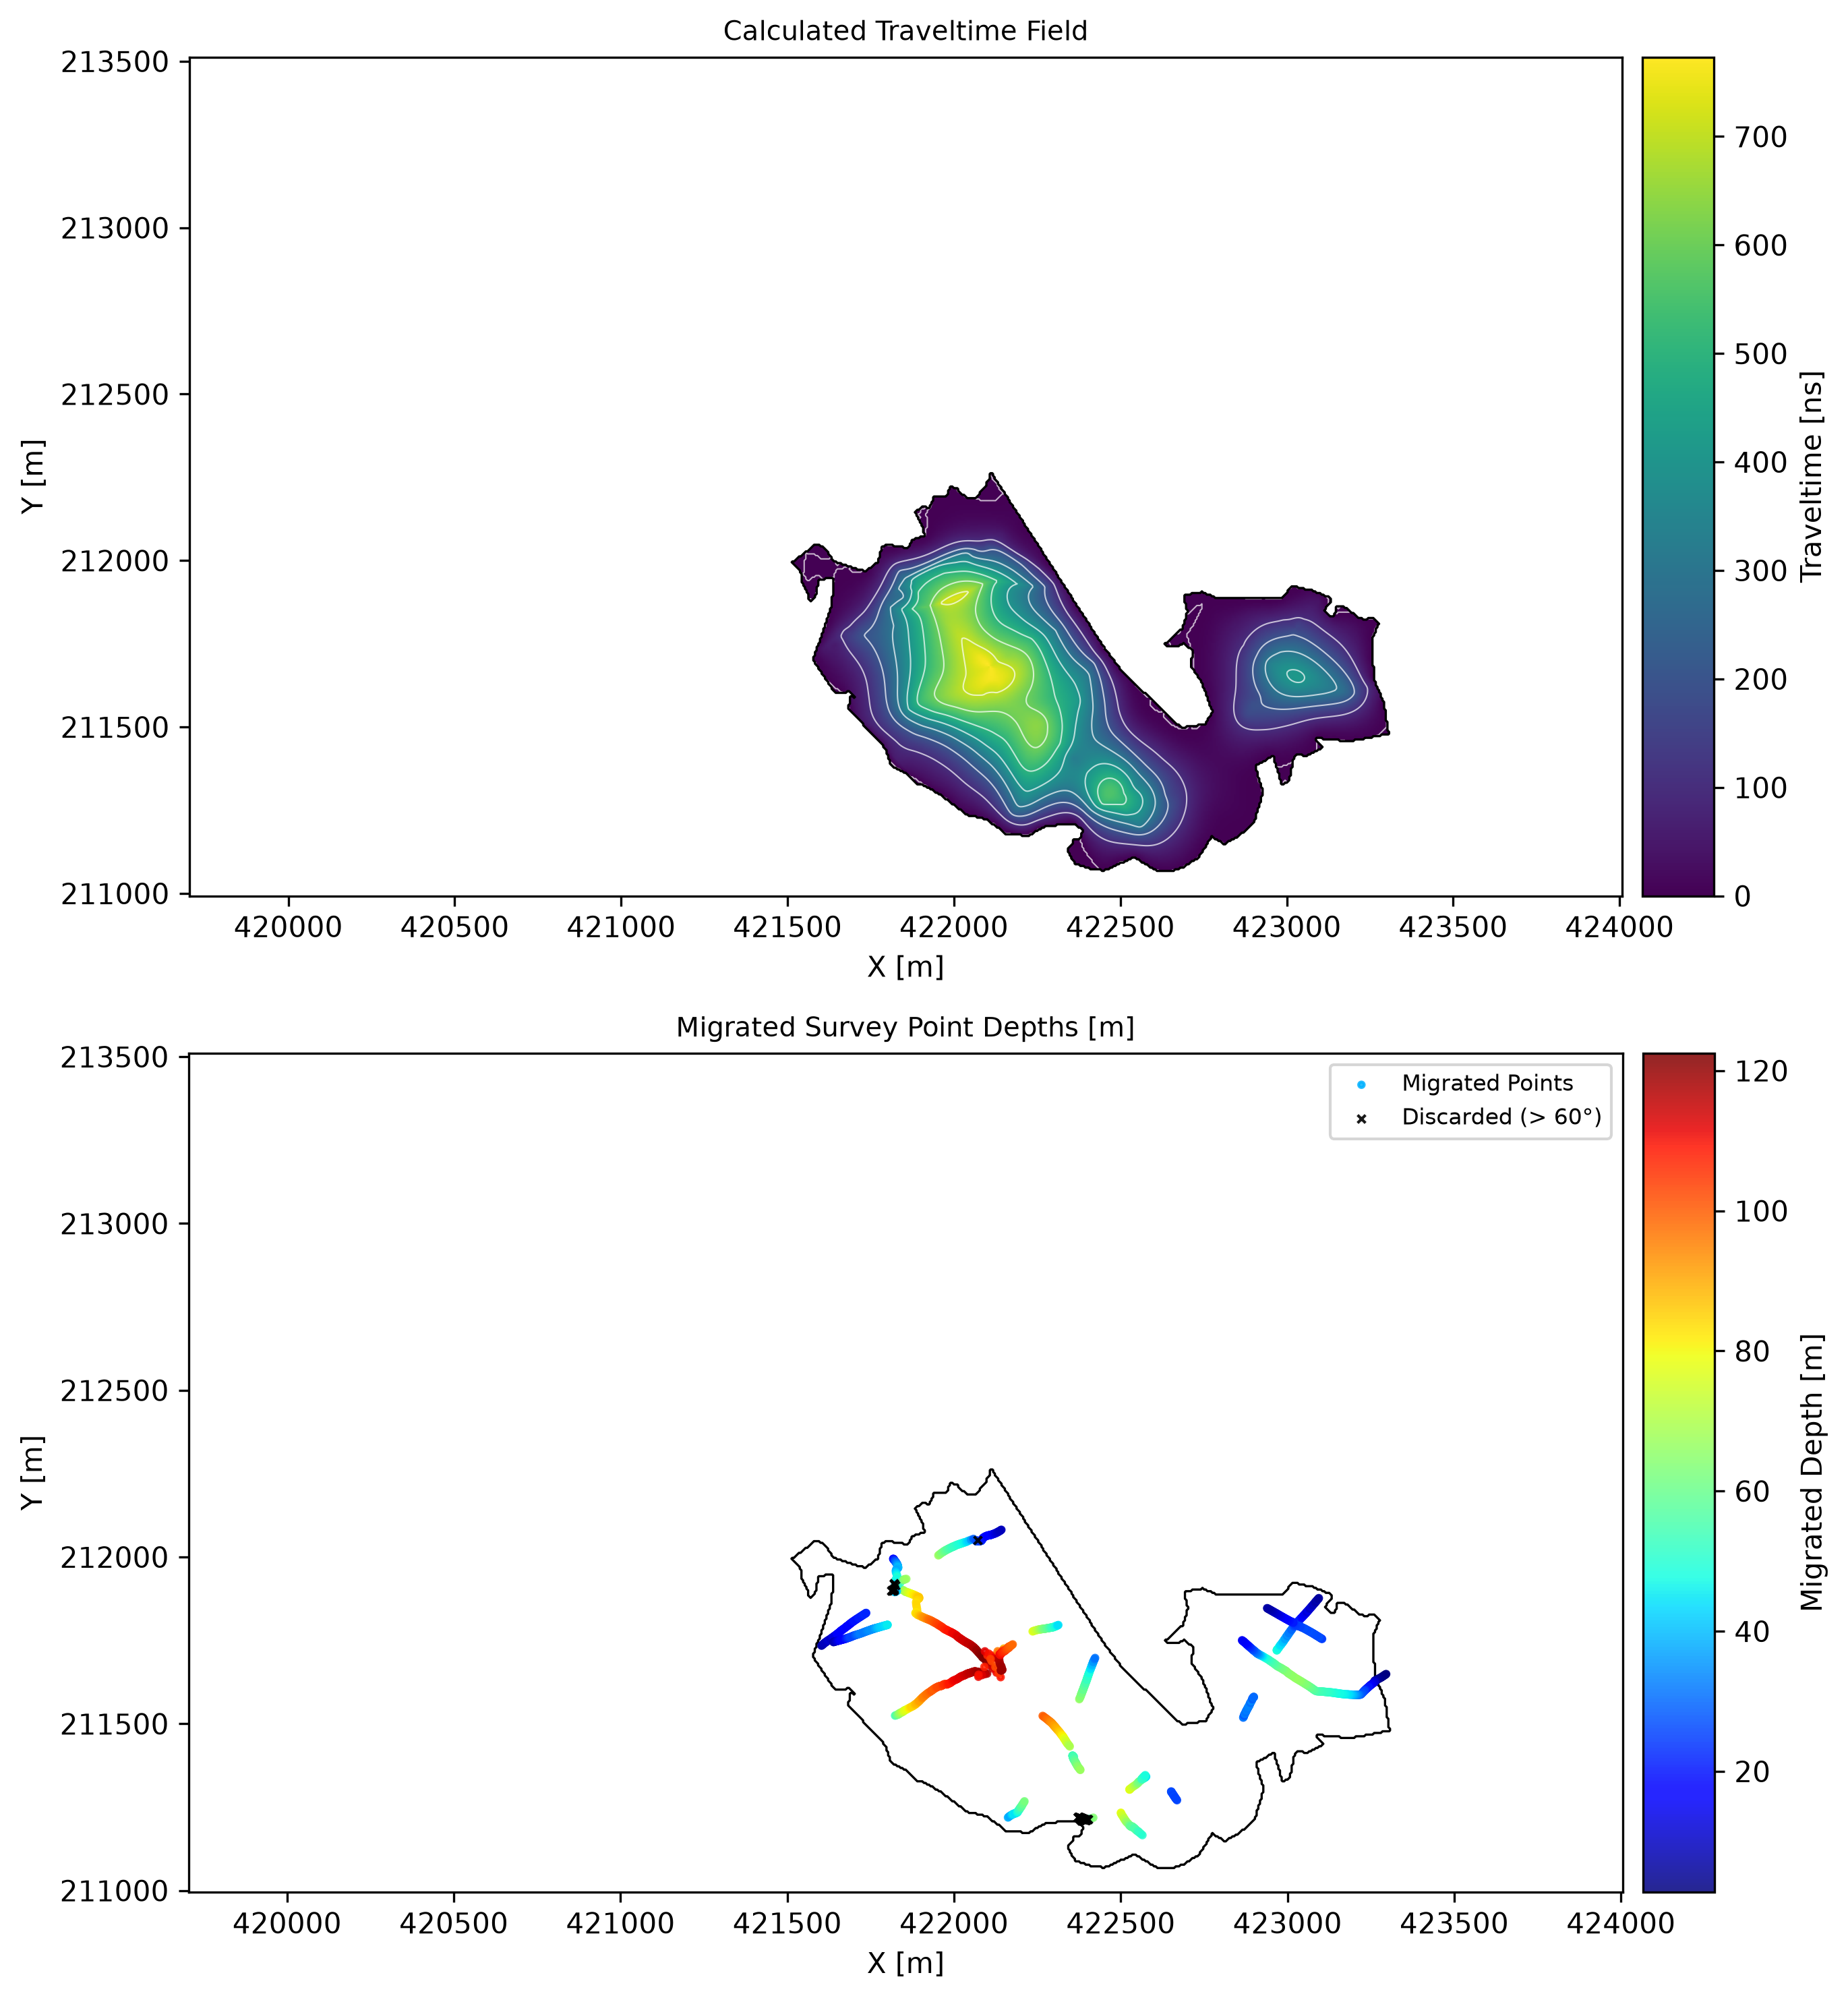 Calculated Traveltime Field
213500
213000
212500
212000
211500
211000
Y [m]
420000 420500 421000 421500 422000 422500 423000 423500 424000
X [m]
700
600
500
400
300
200
100
0
Traveltime [ns]
Migrated Survey Point Depths [m]
Migrated Points
Discarded (> 60°)
213500
213000
212500
212000
211500
211000
Y [m]
420000 420500 421000 421500 422000 422500 423000 423500 424000
X [m]
120
100
80
60
40
20
Migrated Depth [m]